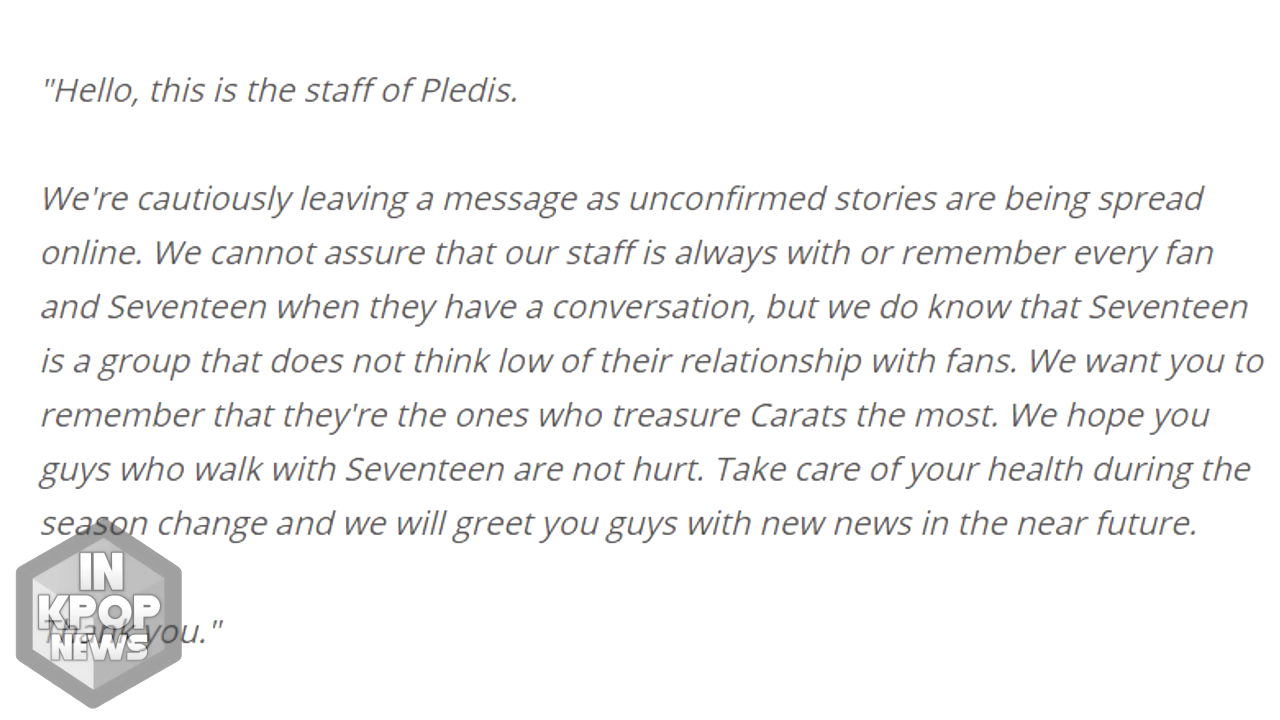 "Hello, this is the staff of Pledis.
We're cautiously leaving a message as unconfirmed stories are being spread
online. We cannot assure that our staff is always with or remember every fan
and Seventeen when they have a conversation, but we do know that Seventeen
is a group that does not think low of their relationship with fans. We want you to
remember that they're the ones who treasure Carats the most. We hope you
guys who walk with Seventeen are not hurt. Take care of your health during the
season change and we will greet you guys with new news in the near future.
Thank you."
IN
KPOP
NEWS